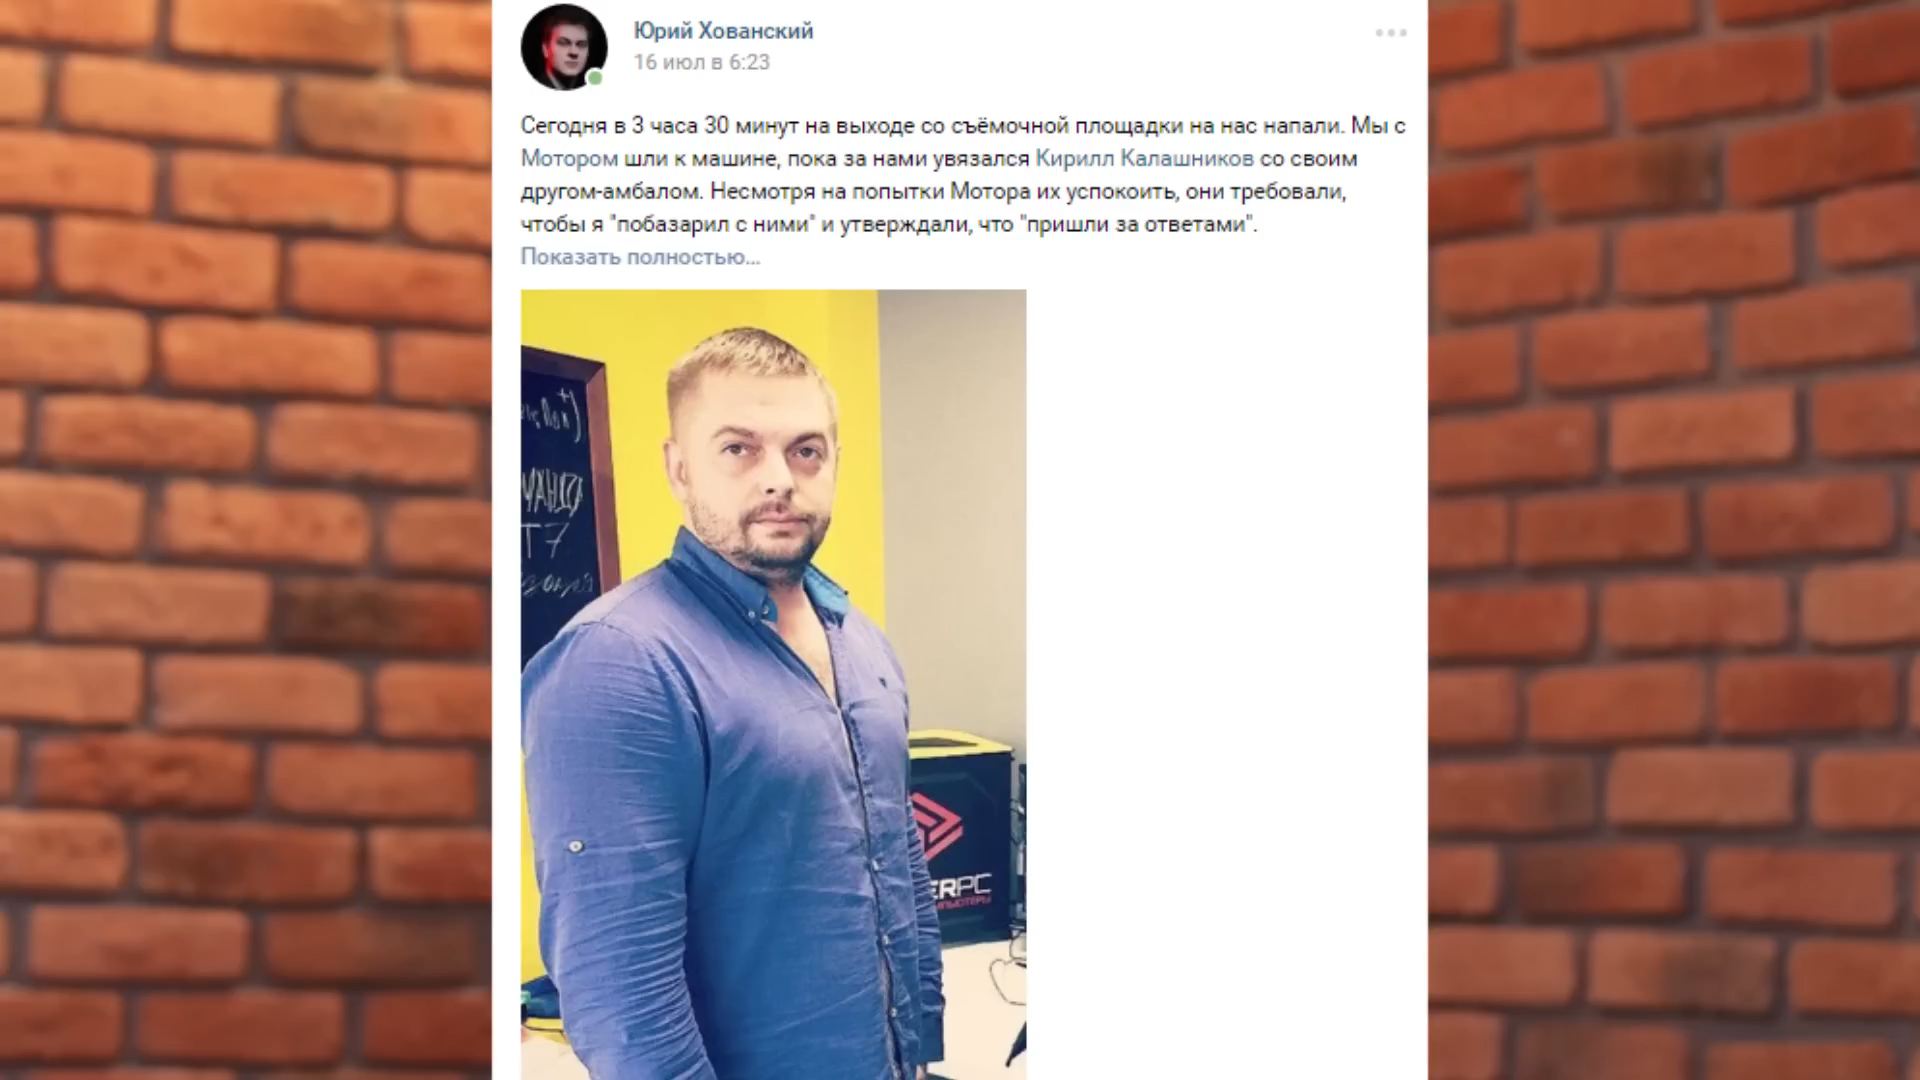 Юрий Хованский
16 июл в 6:23
Сегодня в 3 часа 30 минут на выходе со съёмочной площадки на нас напали. Мы с
Мотором шли к машине, пока за нами увязался Кирилл Калашников со своим
другом-амбалом. Несмотря на попытки Мотора их успокоить, они требовали,
чтобы я "побазарил с ними" и утверждали, что "пришли за ответами".
Показать полностью...
Т7
ERPC